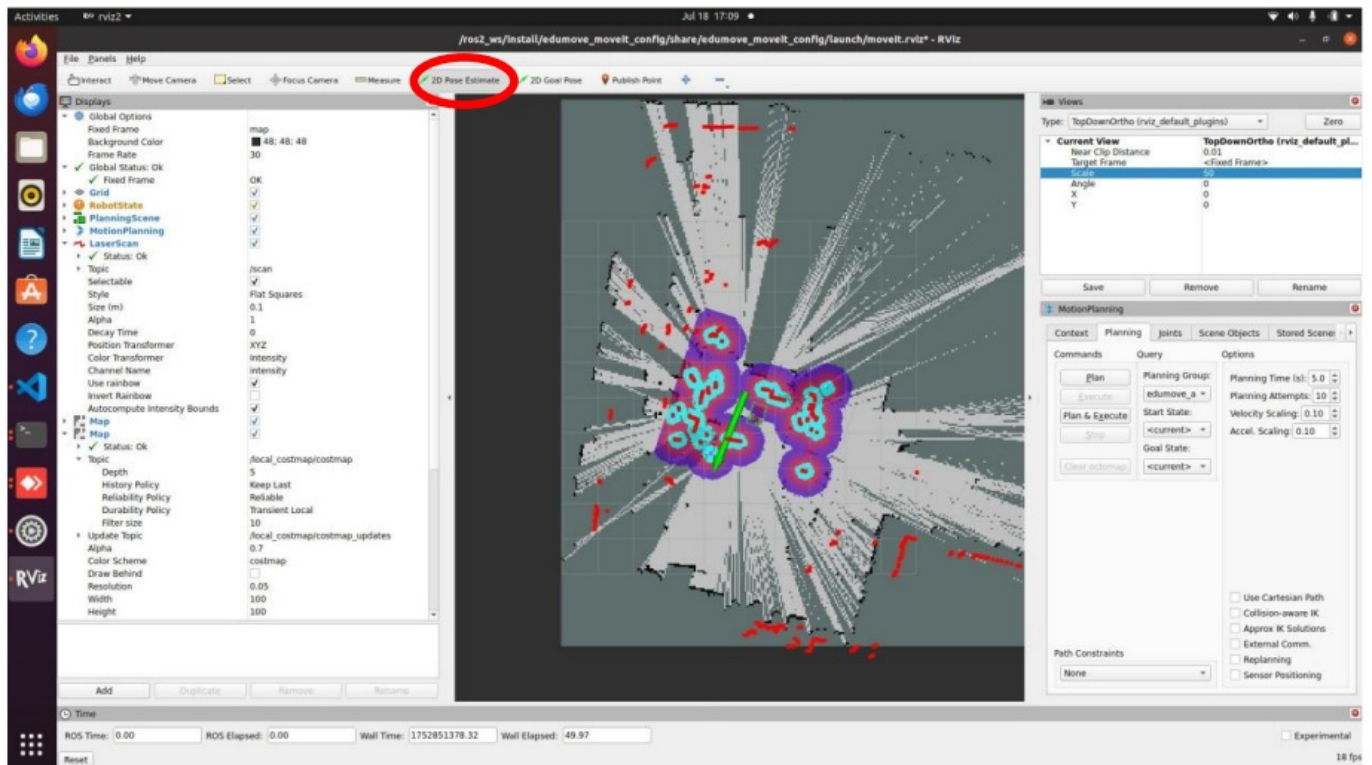 Activities rviz2 Jul 18 17:09
/ros2_ws/install/edumove_moveit_config/share/edumove_moveit_config/launch/moveit.rviz* - RViz
File Panels Help
Interact Move Camera Select Focus Camera Measure 2D Pose Estimate 2D Goal Pose Publish Point
Displays
Global Options
Fixed Frame map
Background Color 48; 48; 48
Frame Rate 30
Global Status: Ok
Fixed Frame OK
Grid
RobotState
PlanningScene
MotionPlanning
LaserScan
Status: Ok
Topic /scan
Selectable
Style Flat Squares
Size (m) 0.1
Alpha 1
Decay Time 0
Position Transformer XYZ
Color Transformer Intensity
Channel Name intensity
Use rainbow
Invert Rainbow
Autocompute Intensity Bounds
Map
Map
Status: Ok
Topic /local_costmap/costmap
Depth 5
History Policy Keep Last
Reliability Policy Reliable
Durability Policy Transient Local
Filter size 10
Update Topic /local_costmap/costmap_updates
Alpha 0.7
Color Scheme costmap
Draw Behind
Resolution 0.05
Width 100
Height 100
Add Duplicate Remove Rename
Views
Type: TopDownOrtho (rviz_default_plugins) Zero
Current View TopDownOrtho (rviz_default_pl...
Near Clip Distance 0.01
Target Frame <Fixed Frame>
Scale 50
Angle 0
X 0
Y 0
Save Remove Rename
MotionPlanning
Context Planning Joints Scene Objects Stored Scenes
Commands Query Options
Plan Planning Group: Planning Time (s): 5.0
Execute edumove_a Planning Attempts: 10
Plan & Execute Start State: Velocity Scaling: 0.10
Stop <current> Accel. Scaling: 0.10
Goal State:
Clear octomap <current>
Use Cartesian Path
Collision-aware IK
Approx IK Solutions
External Comm.
Replanning
Sensor Positioning
Path Constraints
None
RViz
Time
ROS Time: 0.00 ROS Elapsed: 0.00 Wall Time: 1752851378.32 Wall Elapsed: 49.97 Experimental
Reset 18 fps